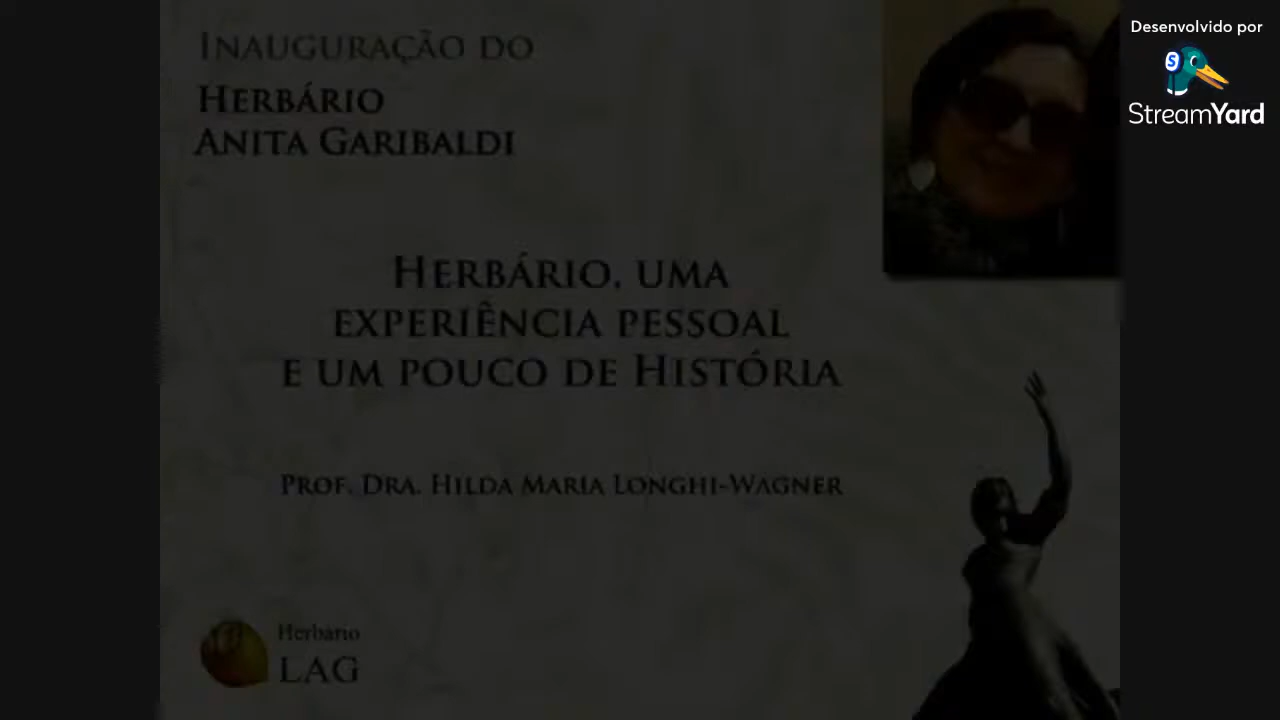 Inauguração do
Herbário
Anita Garibaldi
Herbário, uma
experiência pessoal
e um pouco de História
Prof. Dra. Hilda Maria Longhi-Wagner
Herbário
LAG
Desenvolvido por
S
StreamYard